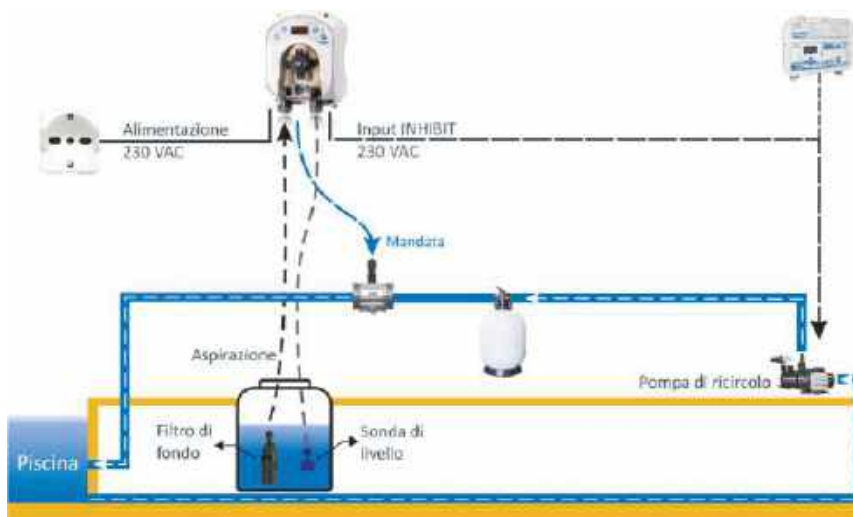 Alimentazione
230 VAC
Input INHIBIT
230 VAC
Mandata
Aspirazione
Pompa di ricircolo
Filtro di
fondo
Sonda di
livello
Piscina